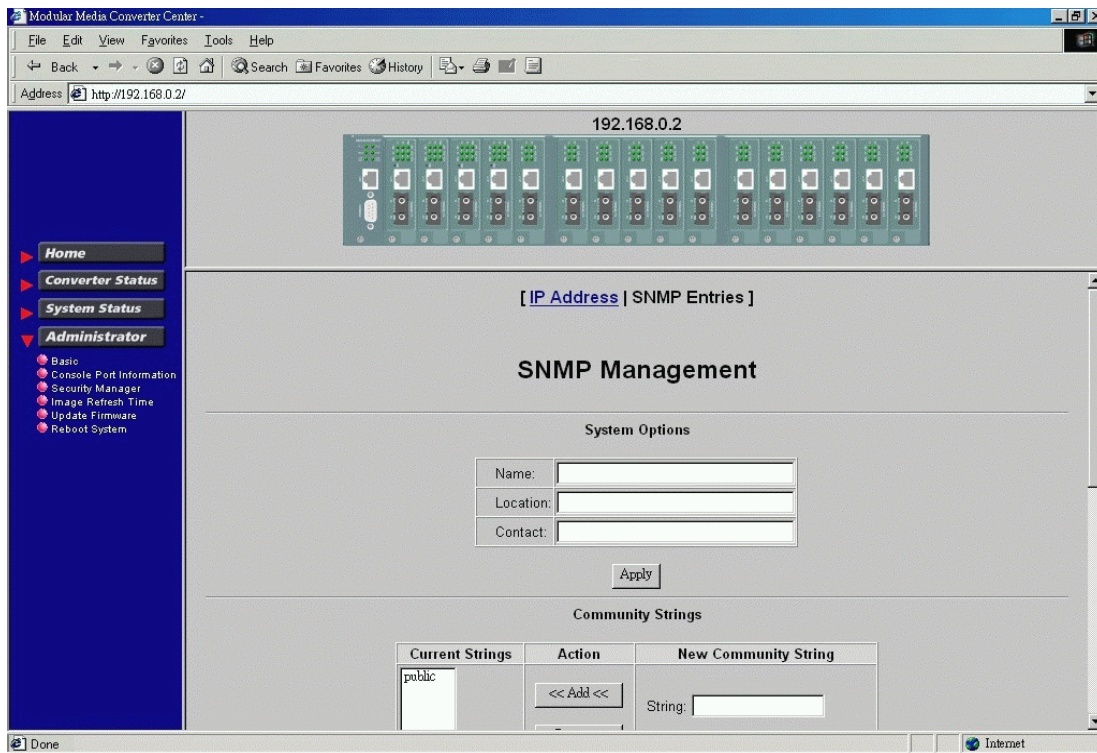 Modular Media Converter Center -
File Edit View Favorites Tools Help
Back Search Favorites History
Address http://192.168.0.2/
192.168.0.2
Home
Converter Status
System Status
Administrator
Basic
Console Port Information
Security Manager
Image Refresh Time
Update Firmware
Reboot System
[ IP Address | SNMP Entries ]
SNMP Management
System Options
Name:
Location:
Contact:
Apply
Community Strings
Current Strings Action New Community String
public
<< Add <<
String:
Done Internet